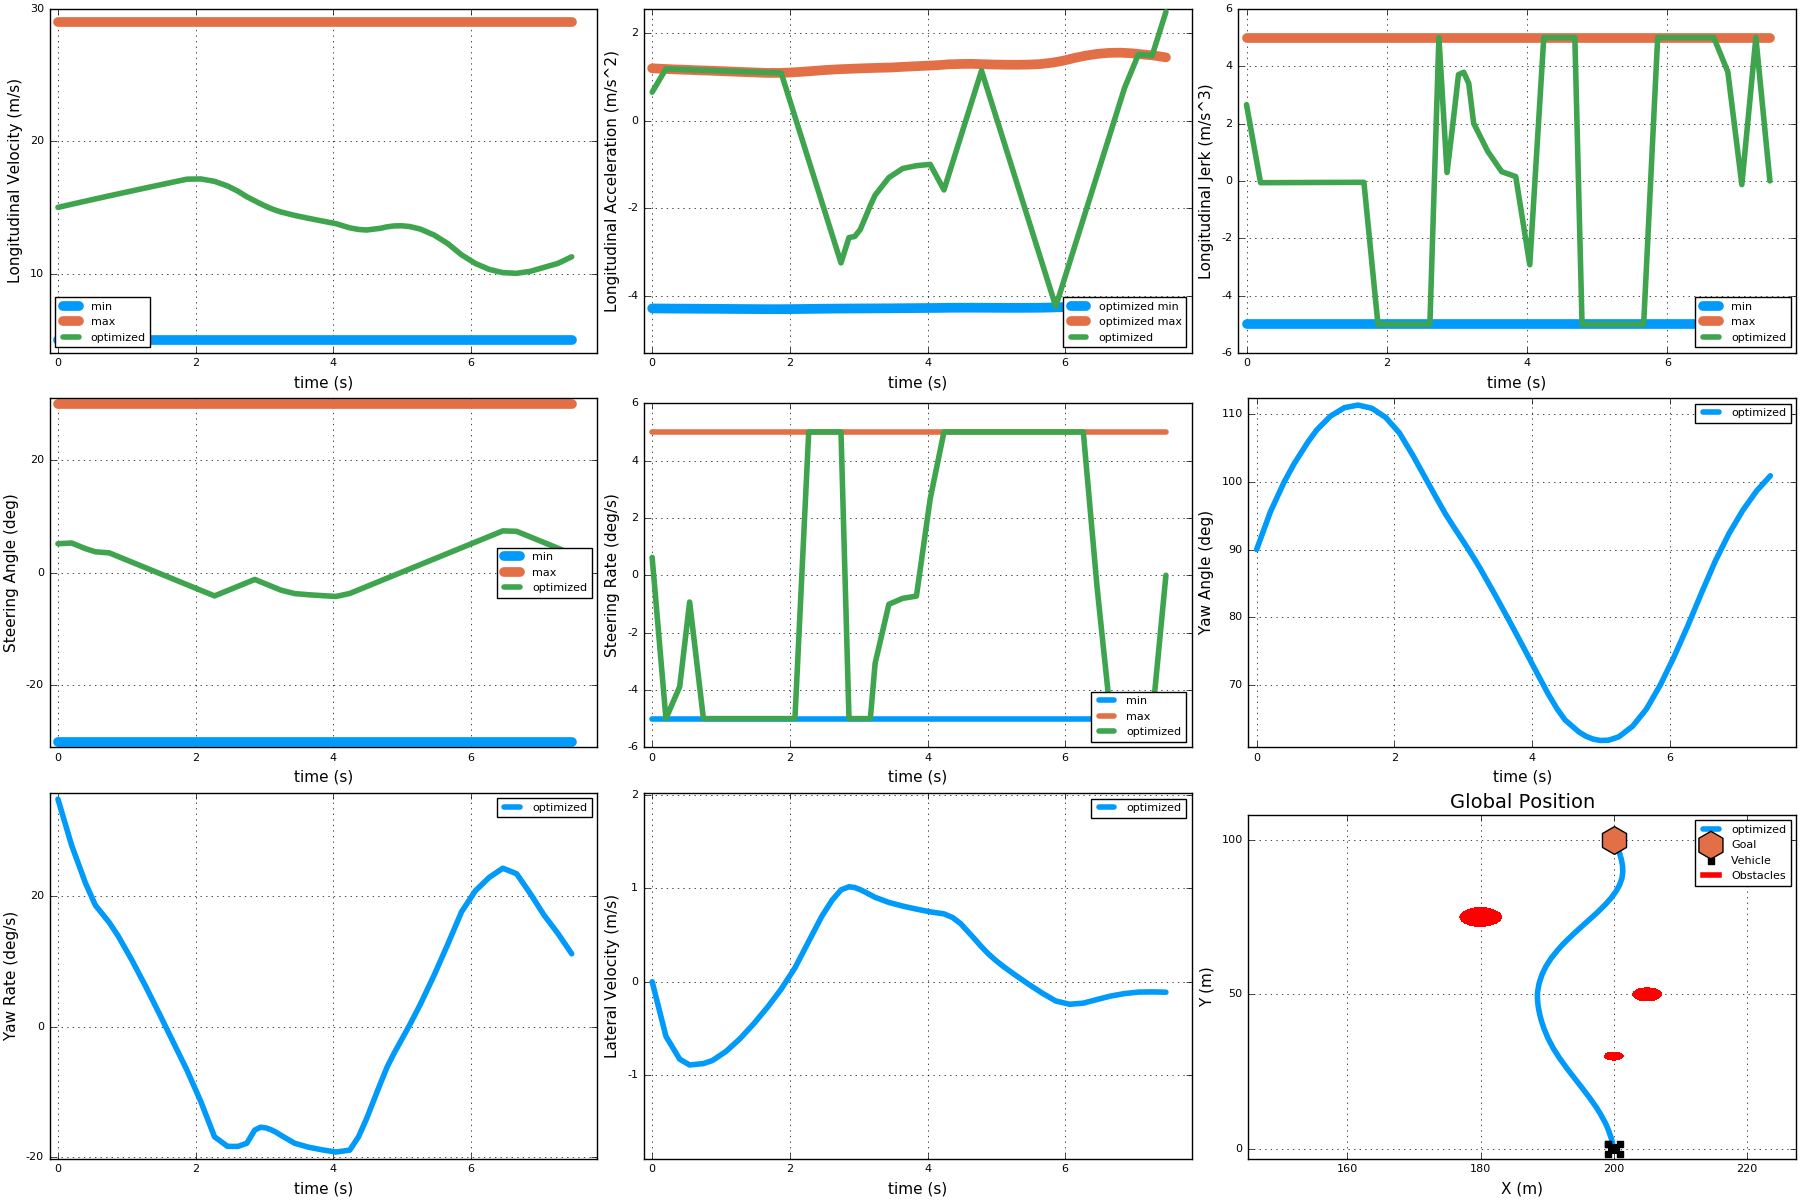 Longitudinal Velocity (m/s)
30
20
10
min
max
optimized
0
2
4
6
time (s)
Longitudinal Acceleration (m/s^2)
2
0
-2
-4
optimized min
optimized max
optimized
0
2
4
6
time (s)
Longitudinal Jerk (m/s^3)
6
4
2
0
-2
-4
-6
min
max
optimized
0
2
4
6
time (s)
Steering Angle (deg)
20
0
-20
min
max
optimized
0
2
4
6
time (s)
Steering Rate (deg/s)
6
4
2
0
-2
-4
-6
min
max
optimized
0
2
4
6
time (s)
Yaw Angle (deg)
110
100
90
80
70
optimized
0
2
4
6
time (s)
Yaw Rate (deg/s)
20
0
-20
optimized
0
2
4
6
time (s)
Lateral Velocity (m/s)
2
1
0
-1
optimized
0
2
4
6
time (s)
Global Position
Y (m)
100
50
0
optimized
Goal
Vehicle
Obstacles
160
180
200
220
X (m)